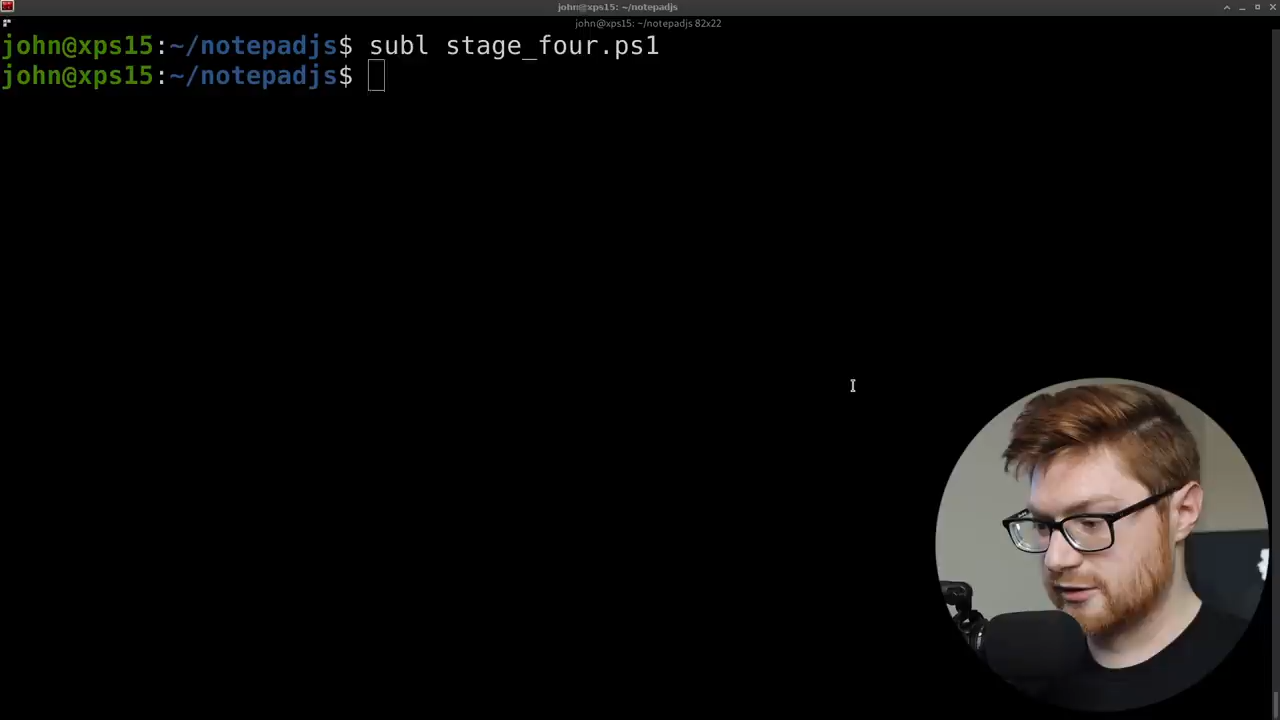 john@xps15: ~/notepadjs
john@xps15: ~/notepadjs 82x22
john@xps15:~/notepadjs$ subl stage_four.ps1
john@xps15:~/notepadjs$